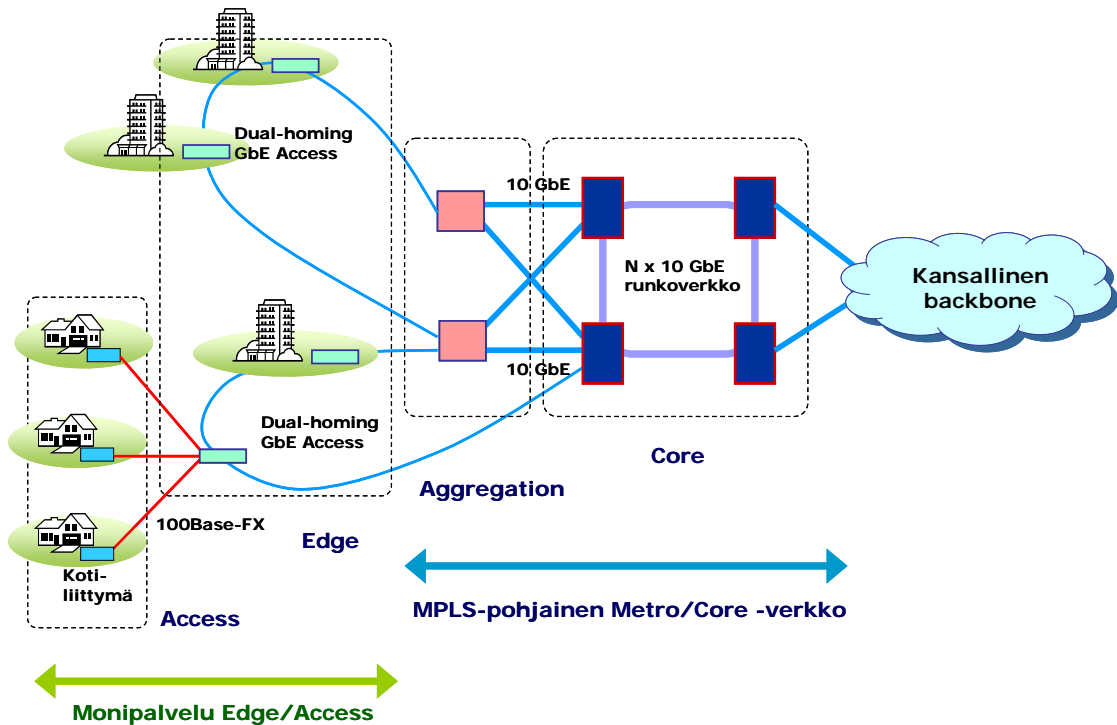 Dual-homing
GbE Access
10 GbE
N x 10 GbE
runkoverkko
Kansallinen
backbone
10 GbE
Dual-homing
GbE Access
Core
Aggregation
100Base-FX
Edge
Koti-
liittymä
Access
MPLS-pohjainen Metro/Core -verkko
Monipalvelu Edge/Access